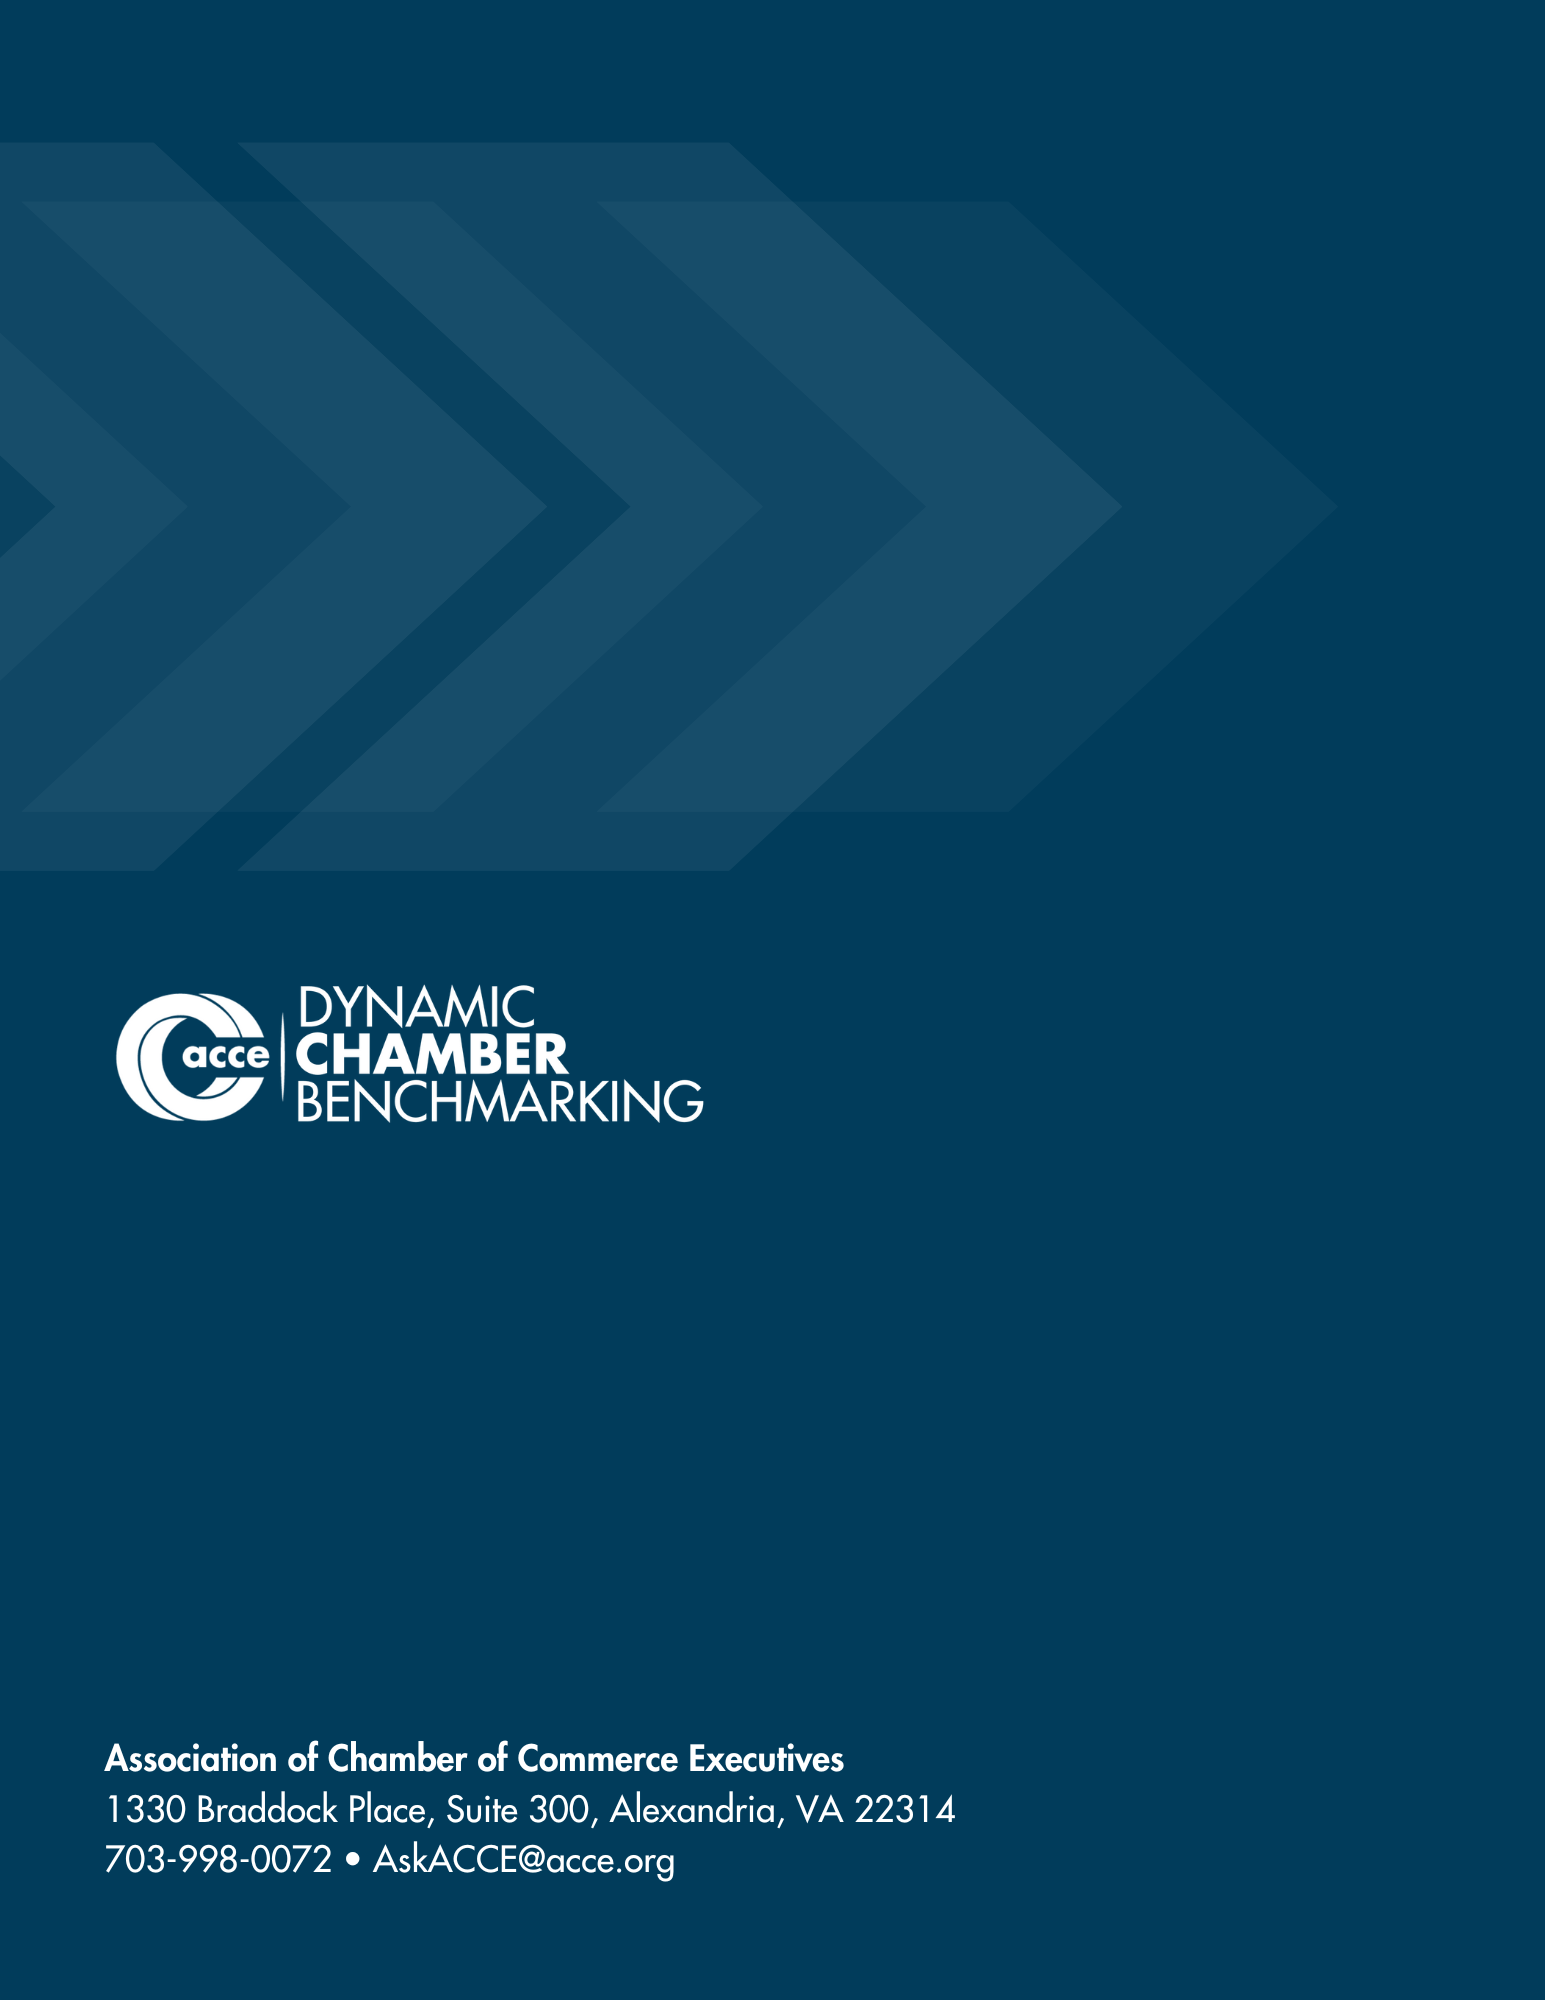 acce
DYNAMIC
CHAMBER
BENCHMARKING
Association of Chamber of Commerce Executives
1330 Braddock Place, Suite 300, Alexandria, VA 22314
703-998-0072 • AskACCE@acce.org